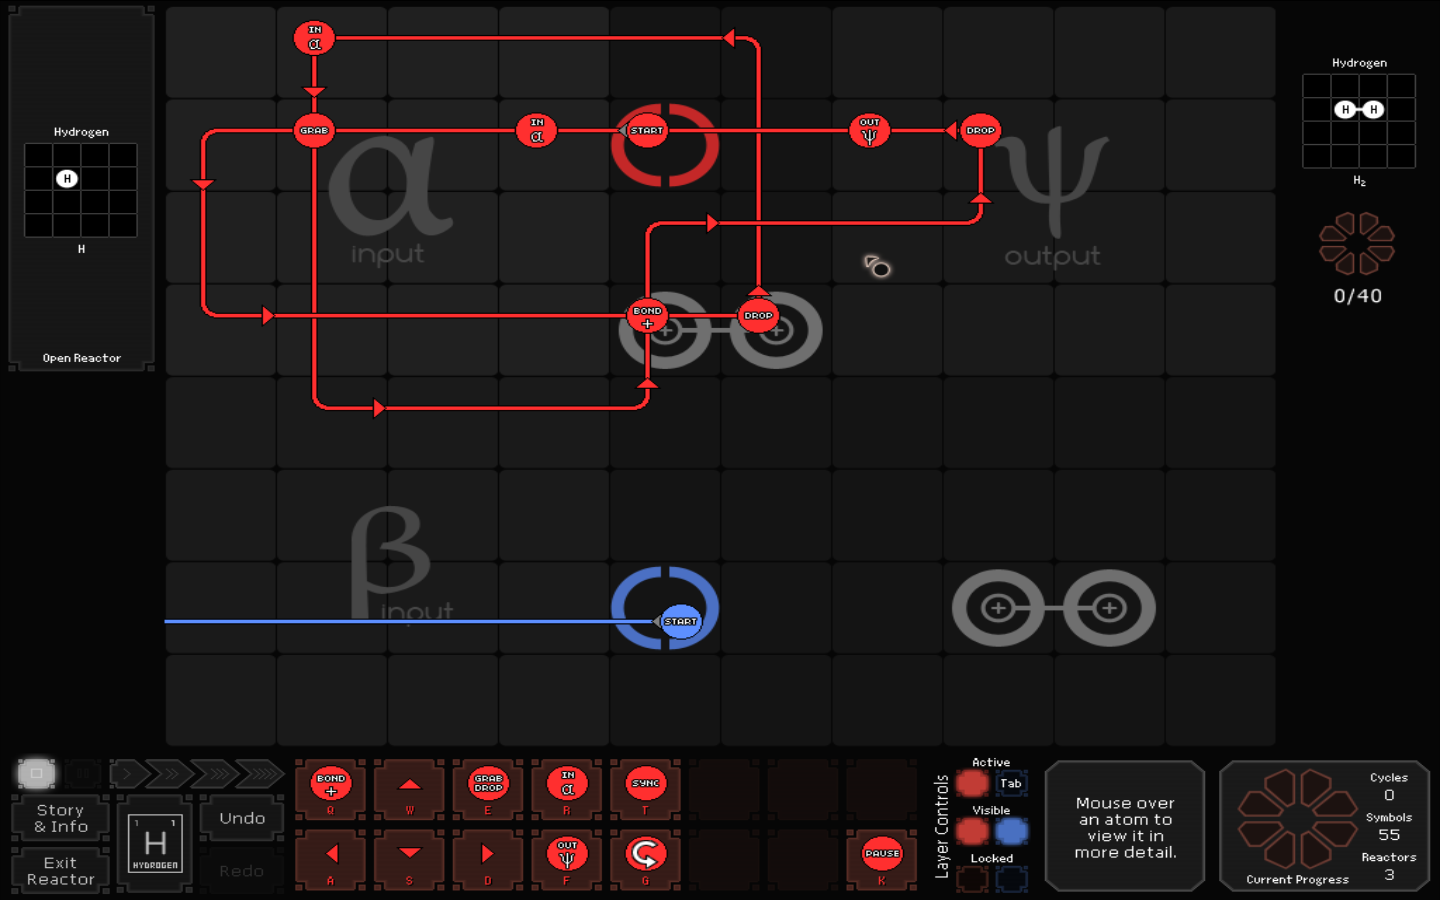 Hydrogen
H
H
Open Reactor
IN
α
GRAB
IN
α
START
OUT
ψ
DROP
α
input
ψ
output
BOND
+
DROP
β
input
START
Hydrogen
H H
H₂
0/40
Story
& Info
Exit
Reactor
1 1
H
HYDROGEN
Undo
Redo
BOND
+
Q
W
GRAB
DROP
E
IN
α
R
SYNC
T
A
S
D
OUT
ψ
F
G
PAUSE
K
Layer Controls
Active
Tab
Visible
Locked
Mouse over
an atom to
view it in
more detail.
Cycles
0
Symbols
55
Reactors
3
Current Progress